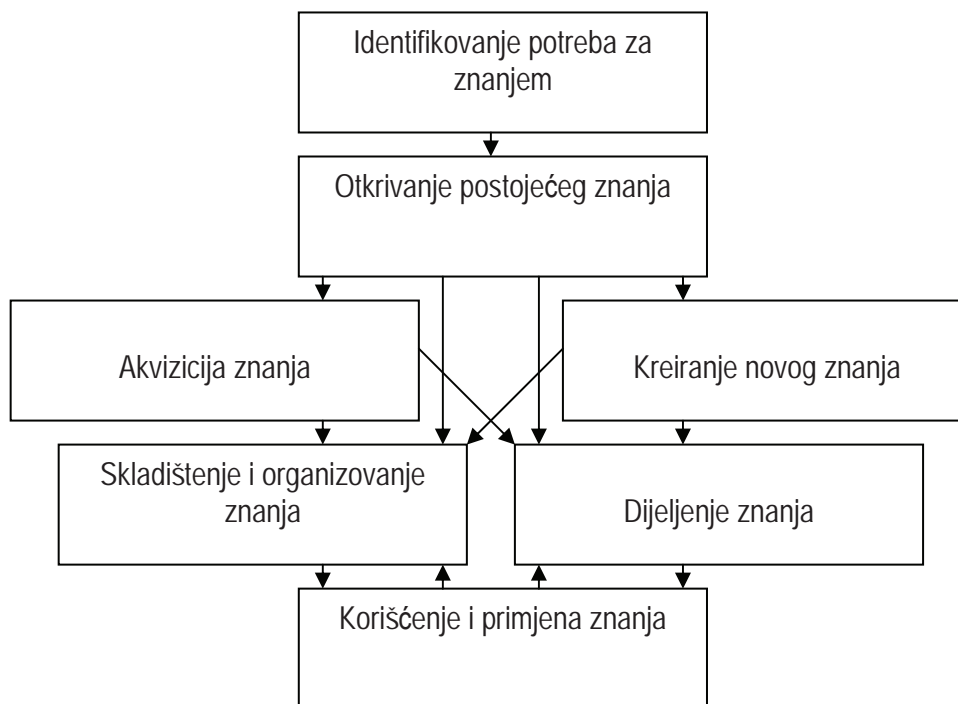 Identifikovanje potreba za
znanjem
Otkrivanje postojećeg znanja
Akvizicija znanja
Kreiranje novog znanja
Skladištenje i organizovanje
znanja
Dijeljenje znanja
Korišćenje i primjena znanja